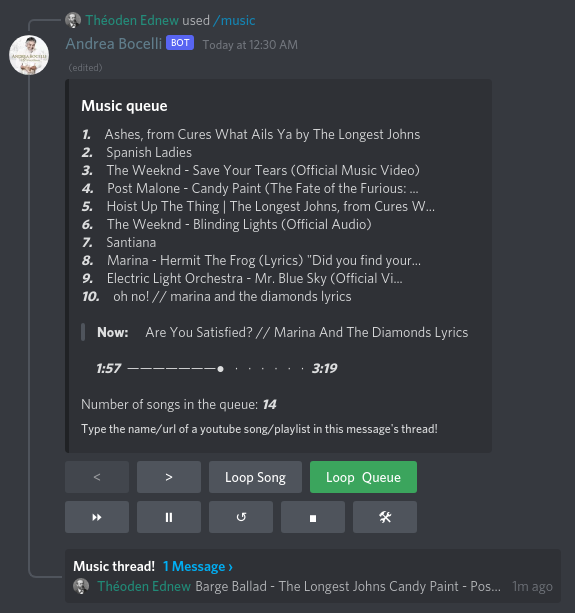 Théoden Ednew used /music
Andrea Bocelli BOT Today at 12:30 AM
(edited)
Music queue
1. Ashes, from Cures What Ails Ya by The Longest Johns
2. Spanish Ladies
3. The Weeknd - Save Your Tears (Official Music Video)
4. Post Malone - Candy Paint (The Fate of the Furious: ...
5. Hoist Up The Thing | The Longest Johns, from Cures W...
6. The Weeknd - Blinding Lights (Official Audio)
7. Santiana
8. Marina - Hermit The Frog (Lyrics) "Did you find your...
9. Electric Light Orchestra - Mr. Blue Sky (Official Vi...
10. oh no! // marina and the diamonds lyrics
Now: Are You Satisfied? // Marina And The Diamonds Lyrics
1:57 ———————● · · · · · · 3:19
Number of songs in the queue: 14
Type the name/url of a youtube song/playlist in this message's thread!
< > Loop Song Loop Queue
Music thread! 1 Message ›
Théoden Ednew Barge Ballad - The Longest Johns Candy Paint - Pos... 1m ago